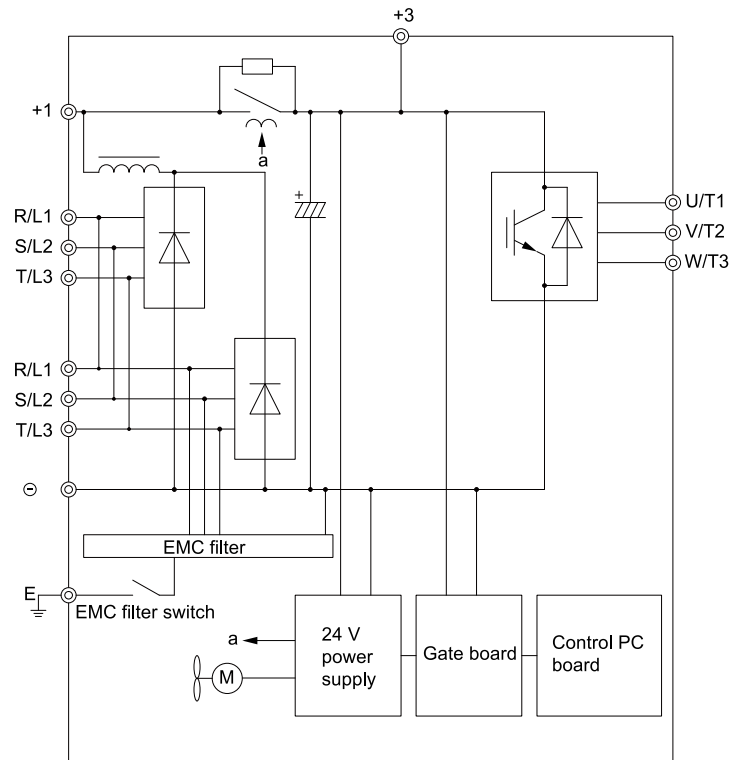 +3
+1
a
+
R/L1
S/L2
T/L3
U/T1
V/T2
W/T3
R/L1
S/L2
T/L3
⊖
EMC filter
E
EMC filter switch
a
M
24 V
power
supply
Gate board
Control PC
board